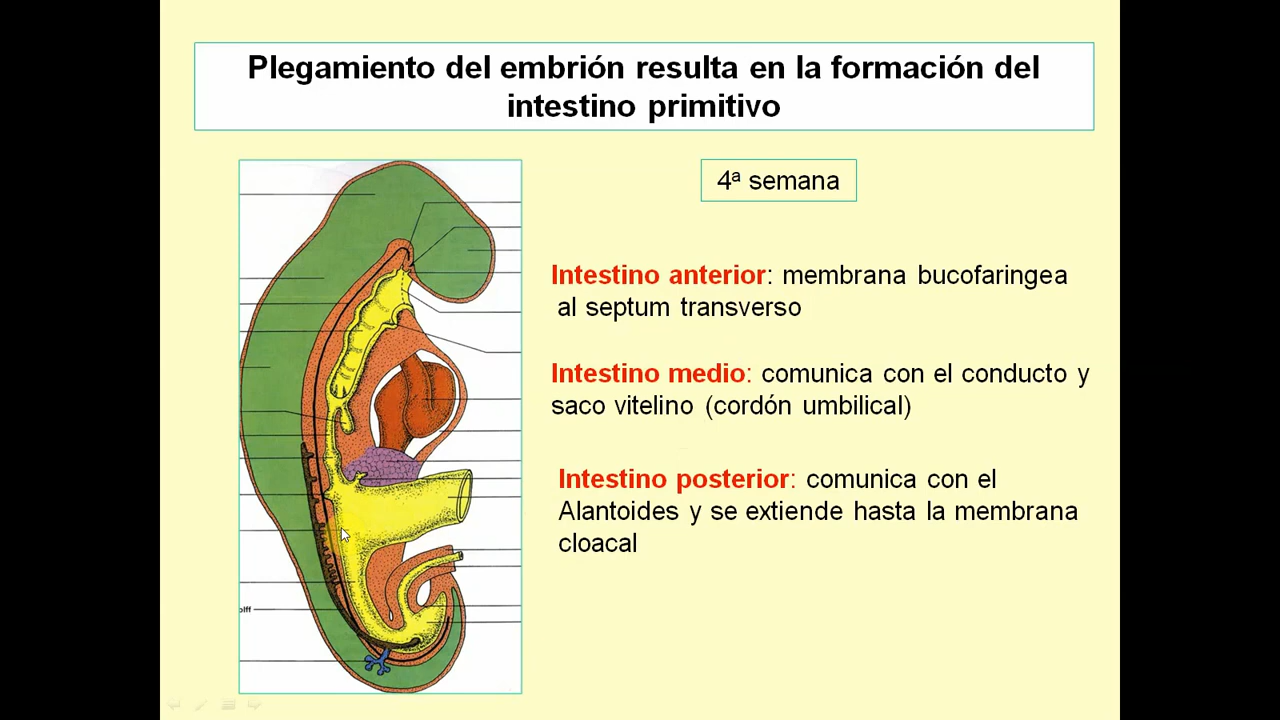 Plegamiento del embrión resulta en la formación del
intestino primitivo
4ª semana
Intestino anterior: membrana bucofaringea
al septum transverso
Intestino medio: comunica con el conducto y
saco vitelino (cordón umbilical)
Intestino posterior: comunica con el
Alantoides y se extiende hasta la membrana
cloacal
olff